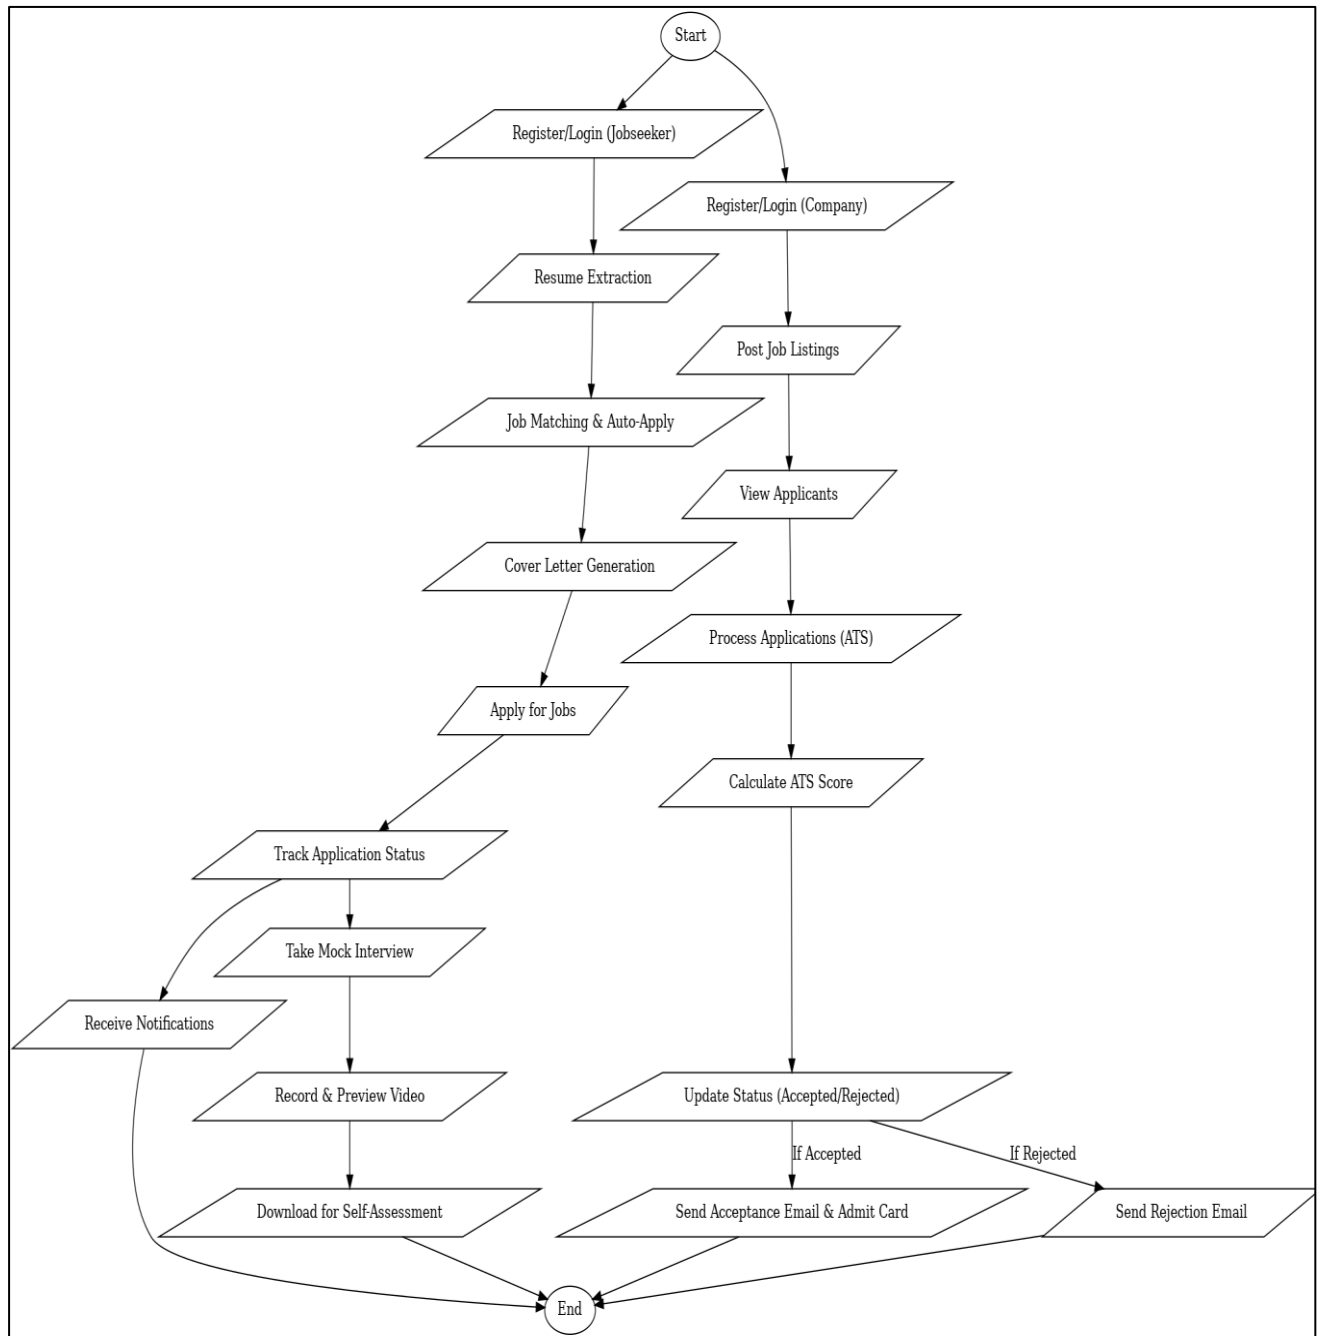 Start
Register/Login (Jobseeker)
Register/Login (Company)
Resume Extraction
Post Job Listings
Job Matching & Auto-Apply
View Applicants
Cover Letter Generation
Process Applications (ATS)
Apply for Jobs
Calculate ATS Score
Track Application Status
Take Mock Interview
Receive Notifications
Record & Preview Video
Update Status (Accepted/Rejected)
If Accepted
If Rejected
Download for Self-Assessment
Send Acceptance Email & Admit Card
Send Rejection Email
End